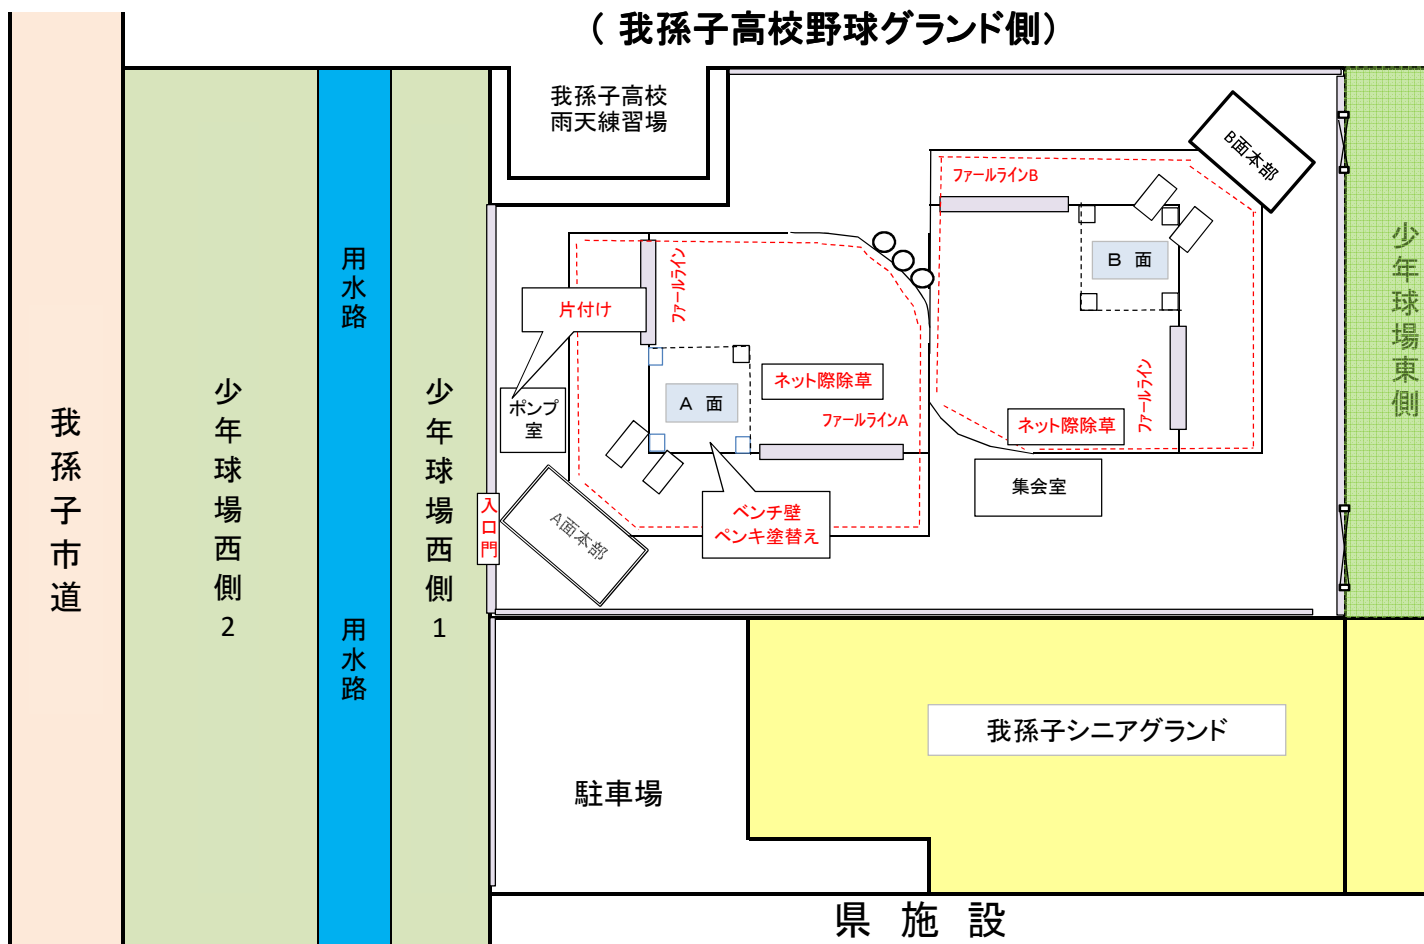 （ 我孫子高校野球グランド側）
我孫子高校
雨天練習場
B面本部
ファールラインB
B 面
ファールライン
片付け
ファールライン
ネット際除草
A 面
ファールラインA
ポンプ
室
ネット際除草
集会室
ベンチ壁
ペンキ塗替え
入口門
A面本部
我孫子市道
少年球場西側2
用水路
用水路
少年球場西側1
少年球場東側
我孫子シニアグランド
駐車場
県 施 設